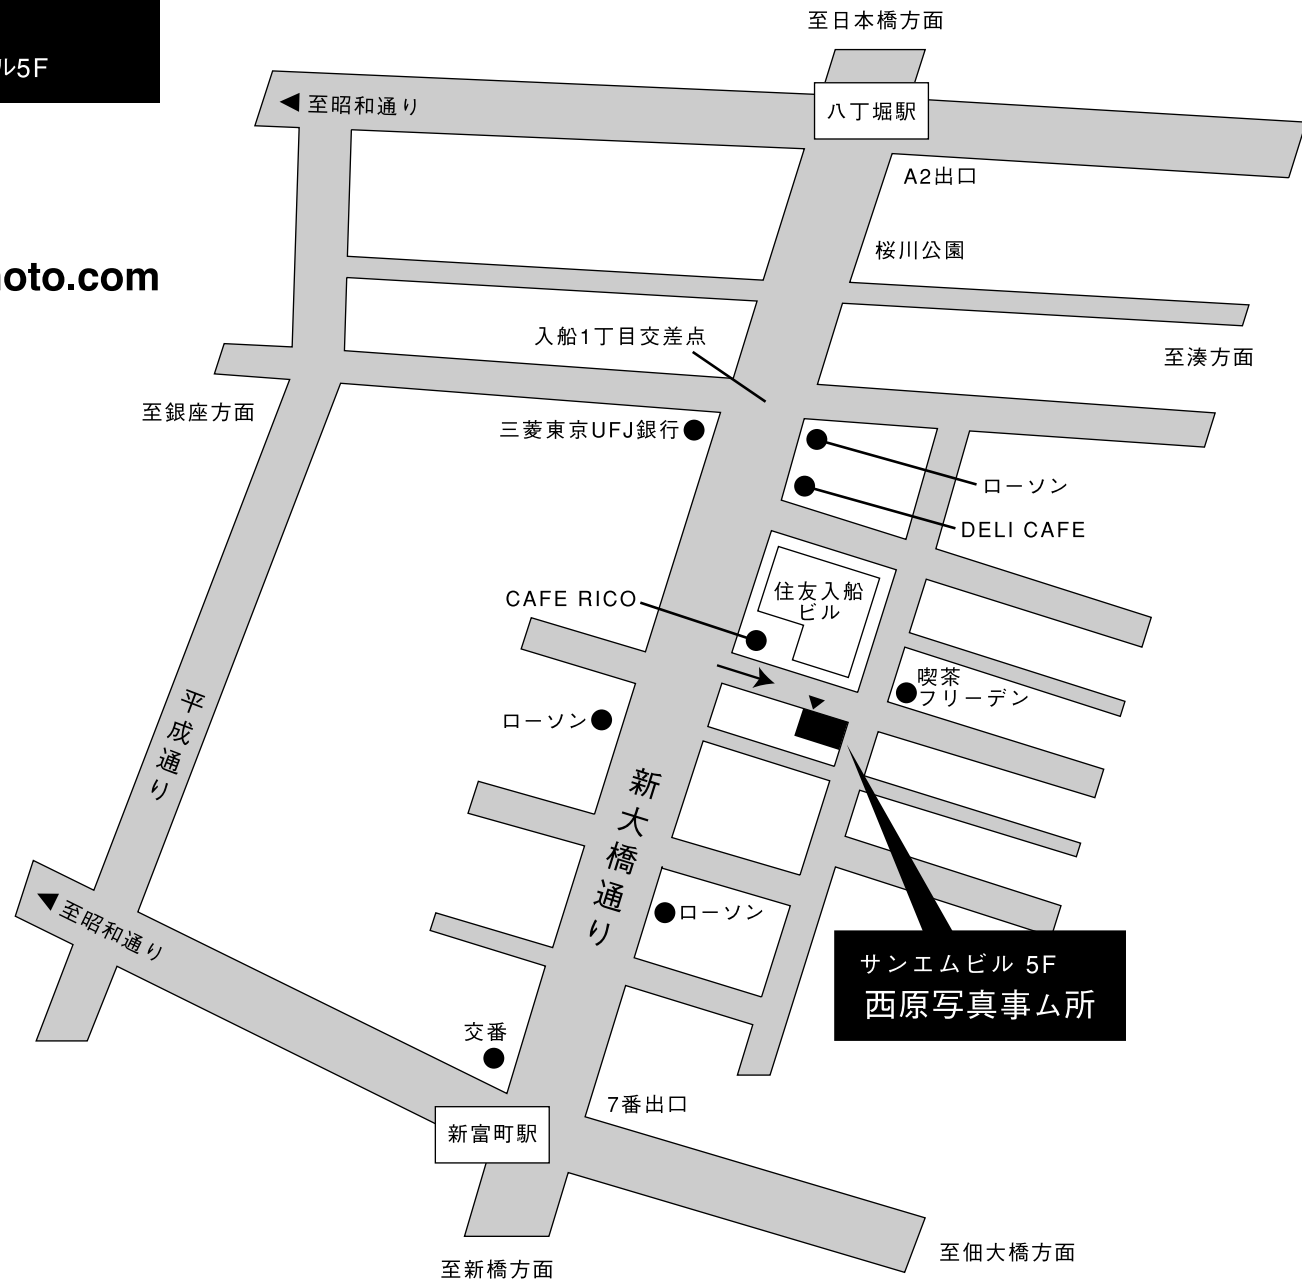 ル5F
至日本橋方面
至昭和通り
八丁堀駅
A2出口
桜川公園
oto.com
入船1丁目交差点
至湊方面
至銀座方面
三菱東京UFJ銀行
ローソン
DELI CAFE
住友入船
ビル
CAFE RICO
喫茶
フリーデン
ローソン
平成通り
新大橋通り
至昭和通り
ローソン
サンエムビル 5F
西原写真事ム所
交番
7番出口
新富町駅
至佃大橋方面
至新橋方面